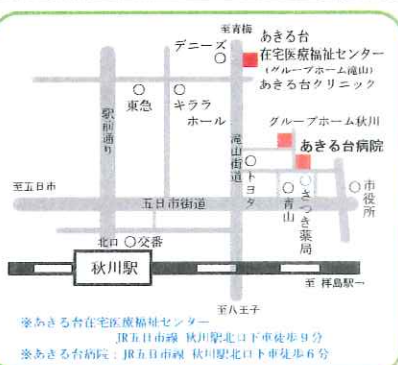 至青梅
デニーズ
あきる台
在宅医療福祉センター
(グループホーム滝山)
あきる台クリニック
東急
キララ
ホール
グループホーム秋川
駅前通り
滝山街道
あきる台病院
トヨタ
至五日市
五日市街道
青山
さつき薬局
市役所
北口
交番
秋川駅
至 拝島駅→
至八王子
※あきる台在宅医療福祉センター
JR五日市線 秋川駅北口下車徒歩9分
※あきる台病院:JR五日市線 秋川駅北口下車徒歩6分